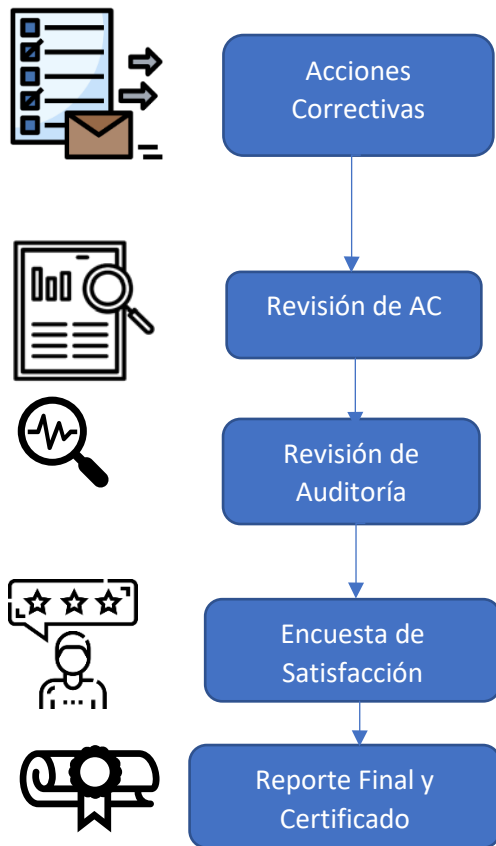 Acciones
Correctivas
Revisión de AC
Revisión de
Auditoría
Encuesta de
Satisfacción
Reporte Final y
Certificado